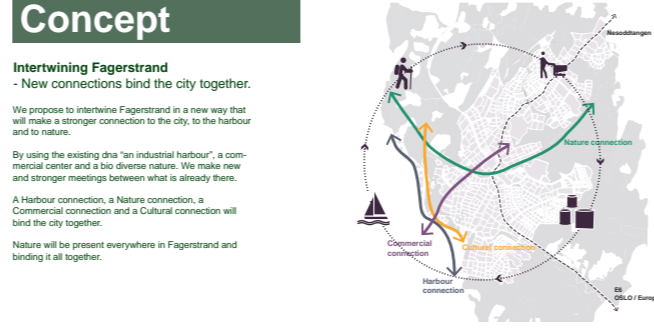 Concept
Intertwining Fagerstrand
- New connections bind the city together.
We propose to intertwine Fagerstrand in a new way that
will make a stronger connection to the city, to the harbour
and to nature.
By using the existing dna “an industrial harbour”, a com-
mercial center and a bio diverse nature. We make new
and stronger meetings between what is already there.
A Harbour connection, a Nature connection, a
Commercial connection and a Cultural connection will
bind the city together.
Nature will be present everywhere in Fagerstrand and
binding it all together.
Nesoddtangen
Nature connection
Commercial
connection
Cultural connection
Harbour
connection
E6
OSLO / Europ